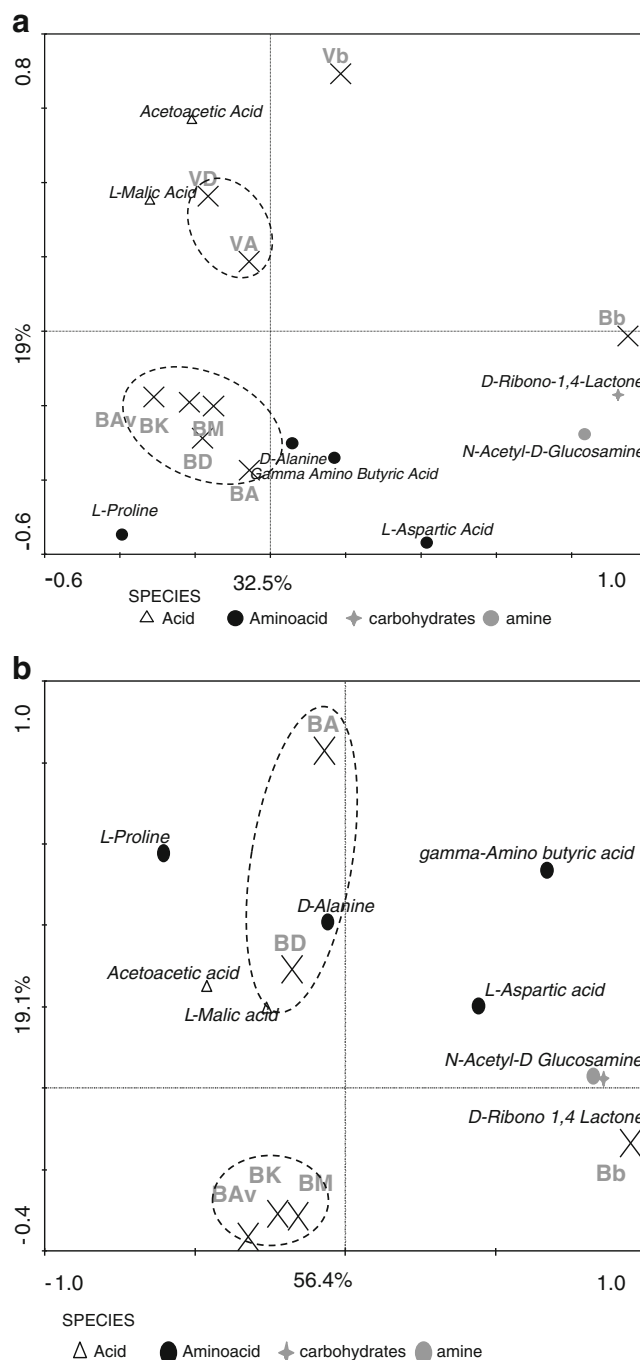 a
0.8
Vb
Acetoacetic Acid
VD
L-Malic Acid
VA
19%
Bb
D-Ribono-1,4-Lactone
BAv BK BM
D-Alanine
N-Acetyl-D-Glucosamine
BD
Gamma Amino Butyric Acid
BA
L-Proline
L-Aspartic Acid
-0.6
-0.6 32.5% 1.0
SPECIES
Acid Aminoacid carbohydrates amine
b
1.0
BA
L-Proline
gamma-Amino butyric acid
D-Alanine
BD
Acetoacetic acid
L-Aspartic acid
L-Malic acid
19.1%
N-Acetyl-D Glucosamine
D-Ribono 1,4 Lactone
BK
Bb
BAv BM
-0.4
-1.0 56.4% 1.0
SPECIES
Acid Aminoacid carbohydrates amine